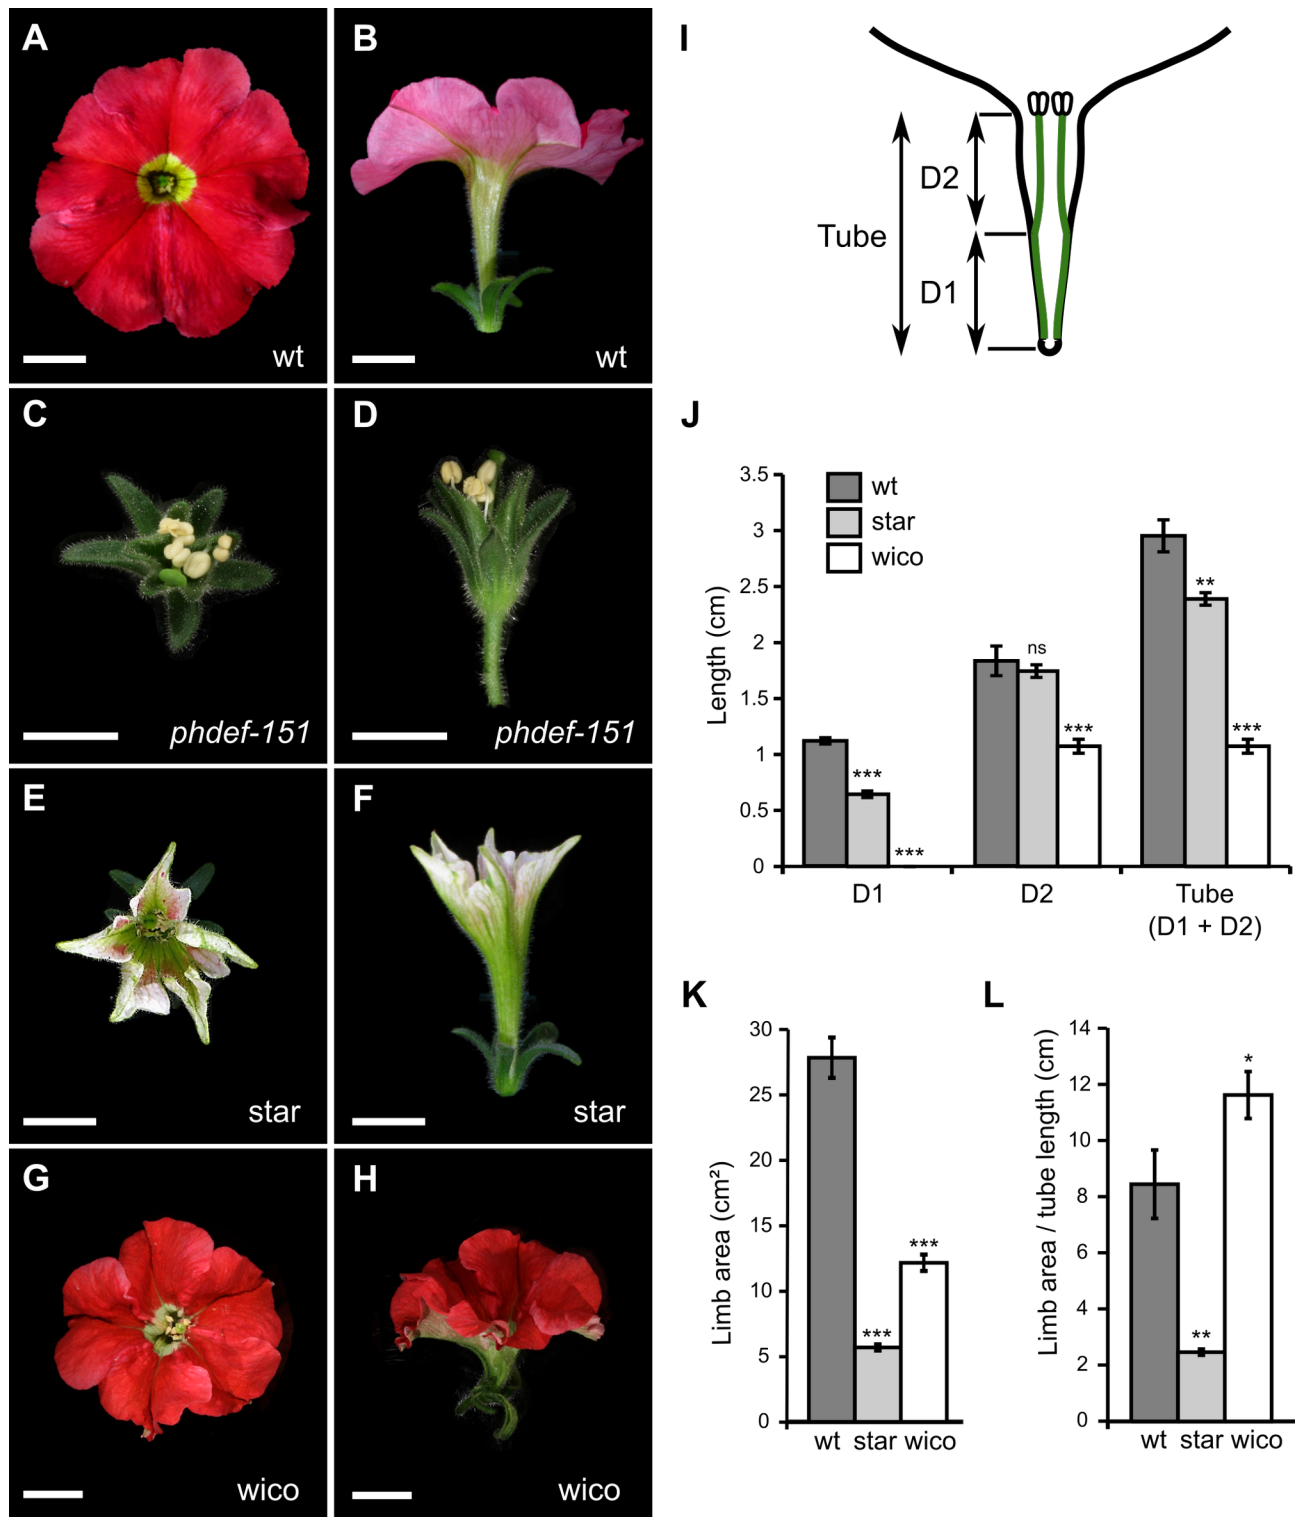 A
wt
B
wt
C
phdef-151
D
phdef-151
E
star
F
star
G
wico
H
wico
I
Tube
D2
D1
J
Length (cm)
3.5
3
2.5
2
1.5
1
0.5
0
wt
star
wico
***
***
ns
***
**
***
D1
D2
Tube
(D1 + D2)
K
Limb area (cm²)
30
25
20
15
10
5
0
***
***
wt star wico
L
Limb area / tube length (cm)
14
12
10
8
6
4
2
0
**
*
wt star wico